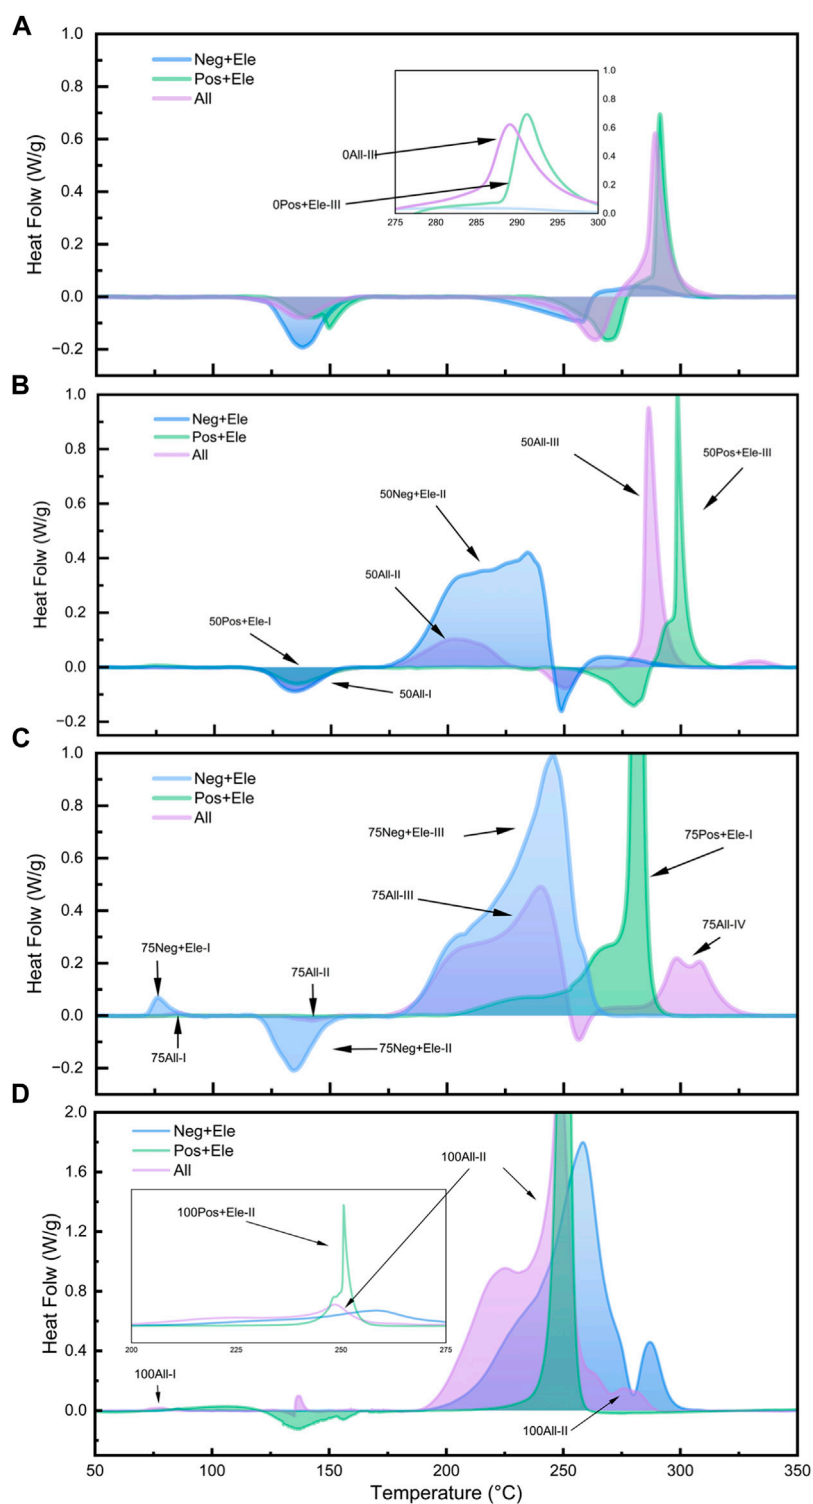 A
1.0
0.8
0.6
0.4
0.2
0.0
−0.2
Heat Folw (W/g)
Neg+Ele
Pos+Ele
All
0All-III
0Pos+Ele-III
1.0
0.8
0.6
0.4
0.2
0.0
275 280 285 290 295 300
B
1.0
0.8
0.6
0.4
0.2
0.0
−0.2
Heat Folw (W/g)
Neg+Ele
Pos+Ele
All
50All-III
50Pos+Ele-III
50Neg+Ele-II
50All-II
50Pos+Ele-I
50All-I
C
1.0
0.8
0.6
0.4
0.2
0.0
−0.2
Heat Folw (W/g)
Neg+Ele
Pos+Ele
All
75Neg+Ele-III
75Pos+Ele-I
75All-III
75All-IV
75Neg+Ele-I
75All-II
75All-I
75Neg+Ele-II
D
2.0
1.6
1.2
0.8
0.4
0.0
Heat Folw (W/g)
Neg+Ele
Pos+Ele
All
100All-II
100Pos+Ele-II
200 225 250 275
100All-I
100All-II
50 100 150 200 250 300 350
Temperature (°C)